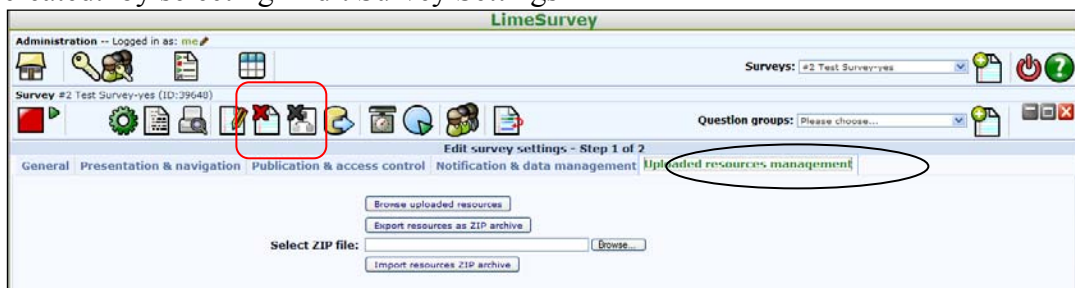 LimeSurvey
Administration -- Logged in as: me
Surveys: #2 Test Survey-yes
Survey #2 Test Survey-yes (ID:39640)
Question groups: Please choose...
Edit survey settings - Step 1 of 2
General Presentation & navigation Publication & access control Notification & data management Uploaded resources management
Browse uploaded resources
Export resources as ZIP archive
Select ZIP file: Browse...
Import resources ZIP archive